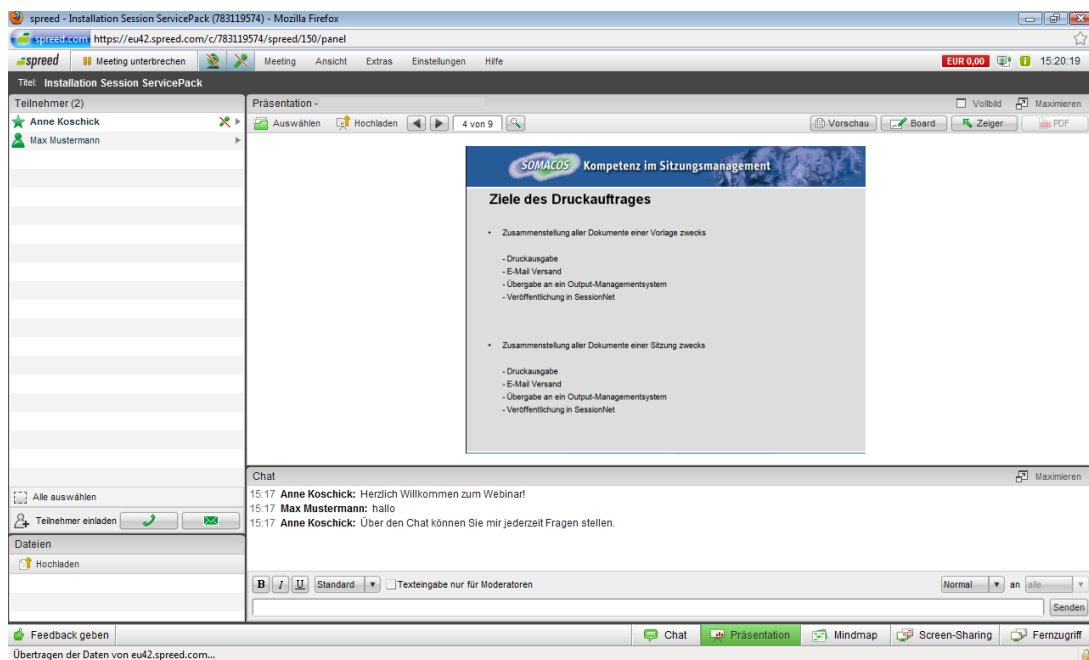 spreed - Installation Session ServicePack (783119574) - Mozilla Firefox
spreed.com https://eu42.spreed.com/c/783119574/spreed/150/panel
spreed Meeting unterbrechen Meeting Ansicht Extras Einstellungen Hilfe EUR 0,00 15:20:19
Titel: Installation Session ServicePack
Teilnehmer (2)
Anne Koschick
Max Mustermann
Alle auswählen
Teilnehmer einladen
Dateien
Hochladen
Präsentation - Vollbild Maximieren
Auswählen Hochladen 4 von 9 Vorschau Board Zeiger PDF
SOMACOS Kompetenz im Sitzungsmanagement
Ziele des Druckauftrages
• Zusammenstellung aller Dokumente einer Vorlage zwecks
- Druckausgabe
- E-Mail Versand
- Übergabe an ein Output-Managementsystem
- Veröffentlichung in SessionNet
• Zusammenstellung aller Dokumente einer Sitzung zwecks
- Druckausgabe
- E-Mail Versand
- Übergabe an ein Output-Managementsystem
- Veröffentlichung in SessionNet
Chat Maximieren
15:17 Anne Koschick: Herzlich Willkommen zum Webinar!
15:17 Max Mustermann: hallo
15:17 Anne Koschick: Über den Chat können Sie mir jederzeit Fragen stellen.
B I U Standard Texteingabe nur für Moderatoren Normal an alle
Senden
Feedback geben Chat Präsentation Mindmap Screen-Sharing Fernzugriff
Übertragen der Daten von eu42.spreed.com...